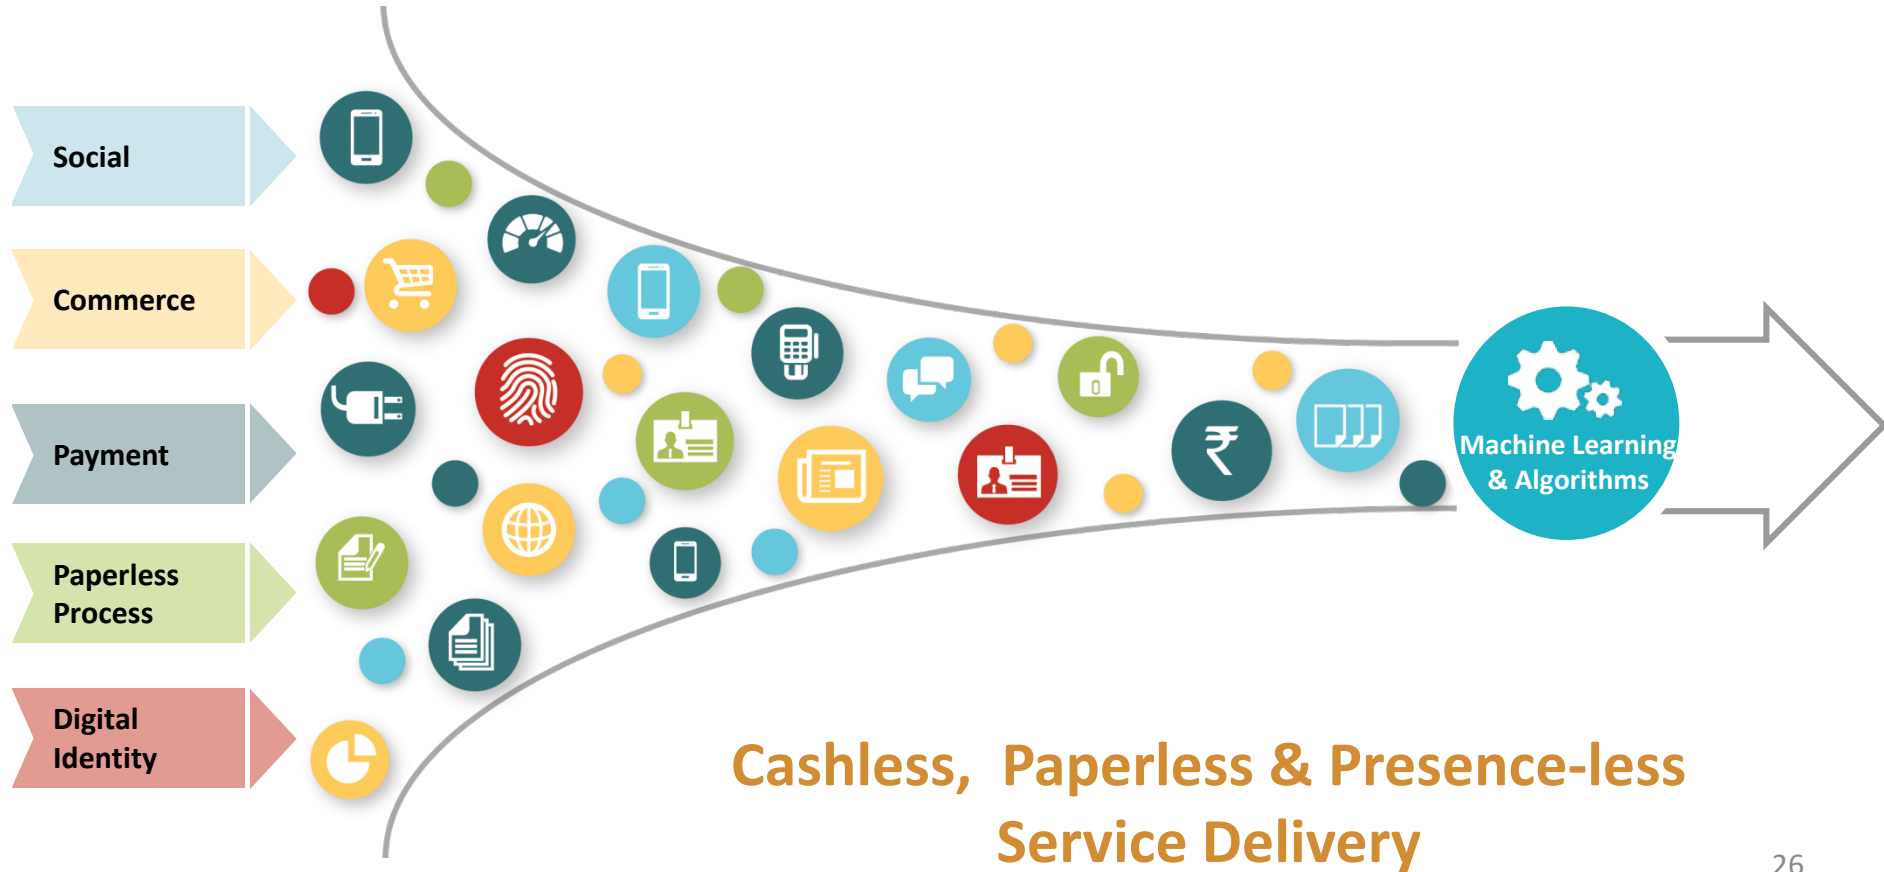 Social
Commerce
Payment
Paperless
Process
Digital
Identity
₹
Machine Learning
& Algorithms
Cashless,  Paperless & Presence-less
Service Delivery
26